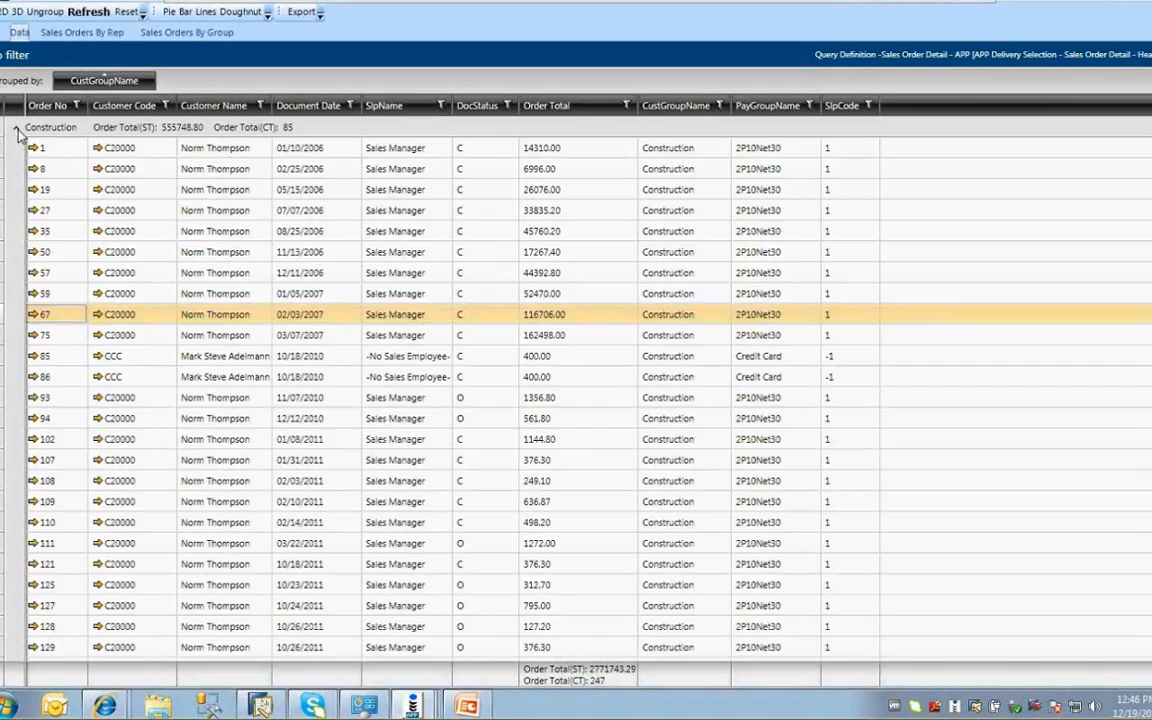 2D 3D Ungroup Refresh Reset Pie Bar Lines Doughnut Export
Data Sales Orders By Rep Sales Orders By Group
filter Query Definition -Sales Order Detail - APP [APP Delivery Selection - Sales Order Detail - Hea
rouped by: CustGroupName
Order No Customer Code Customer Name Document Date SlpName DocStatus Order Total CustGroupName PayGroupName SlpCode
Construction Order Total(ST): 555748.80 Order Total(CT): 85
1 C20000 Norm Thompson 01/10/2006 Sales Manager C 14310.00 Construction 2P10Net30 1
8 C20000 Norm Thompson 02/25/2006 Sales Manager C 6996.00 Construction 2P10Net30 1
19 C20000 Norm Thompson 05/15/2006 Sales Manager C 26076.00 Construction 2P10Net30 1
27 C20000 Norm Thompson 07/07/2006 Sales Manager C 33835.20 Construction 2P10Net30 1
35 C20000 Norm Thompson 08/25/2006 Sales Manager C 45760.20 Construction 2P10Net30 1
50 C20000 Norm Thompson 11/13/2006 Sales Manager C 17267.40 Construction 2P10Net30 1
57 C20000 Norm Thompson 12/11/2006 Sales Manager C 44392.80 Construction 2P10Net30 1
59 C20000 Norm Thompson 01/05/2007 Sales Manager C 52470.00 Construction 2P10Net30 1
67 C20000 Norm Thompson 02/03/2007 Sales Manager C 116706.00 Construction 2P10Net30 1
75 C20000 Norm Thompson 03/07/2007 Sales Manager C 162498.00 Construction 2P10Net30 1
85 CCC Mark Steve Adelmann 10/18/2010 -No Sales Employee- C 400.00 Construction Credit Card -1
86 CCC Mark Steve Adelmann 10/18/2010 -No Sales Employee- C 400.00 Construction Credit Card -1
93 C20000 Norm Thompson 11/07/2010 Sales Manager O 1356.80 Construction 2P10Net30 1
94 C20000 Norm Thompson 12/12/2010 Sales Manager O 561.80 Construction 2P10Net30 1
102 C20000 Norm Thompson 01/08/2011 Sales Manager C 1144.80 Construction 2P10Net30 1
107 C20000 Norm Thompson 01/31/2011 Sales Manager C 376.30 Construction 2P10Net30 1
108 C20000 Norm Thompson 02/03/2011 Sales Manager C 249.10 Construction 2P10Net30 1
109 C20000 Norm Thompson 02/10/2011 Sales Manager C 636.87 Construction 2P10Net30 1
110 C20000 Norm Thompson 02/14/2011 Sales Manager C 498.20 Construction 2P10Net30 1
111 C20000 Norm Thompson 03/22/2011 Sales Manager O 1272.00 Construction 2P10Net30 1
121 C20000 Norm Thompson 10/18/2011 Sales Manager C 376.30 Construction 2P10Net30 1
125 C20000 Norm Thompson 10/23/2011 Sales Manager O 312.70 Construction 2P10Net30 1
127 C20000 Norm Thompson 10/24/2011 Sales Manager O 795.00 Construction 2P10Net30 1
128 C20000 Norm Thompson 10/26/2011 Sales Manager O 127.20 Construction 2P10Net30 1
129 C20000 Norm Thompson 10/26/2011 Sales Manager O 376.30 Construction 2P10Net30 1
Order Total(ST): 2771743.29
Order Total(CT): 247
12:46 PM
12/19/20